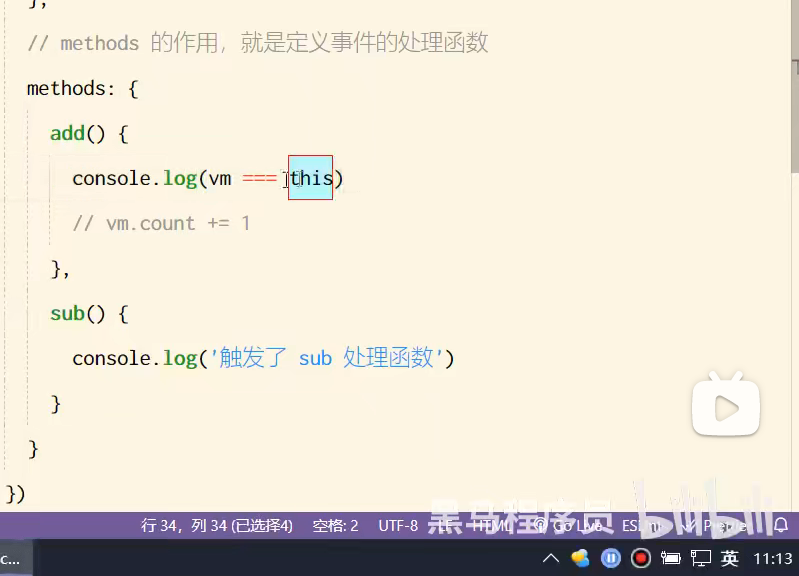 },
// methods 的作用，就是定义事件的处理函数
methods: {
add() {
console.log(vm === this)
// vm.count += 1
},
sub() {
console.log('触发了 sub 处理函数')
}
}
})
黑马程序员 bilibili
行 34，列 34 (已选择4) 空格: 2 UTF-8 HTML Go Live ESLint Prettier
c... 英 11:13